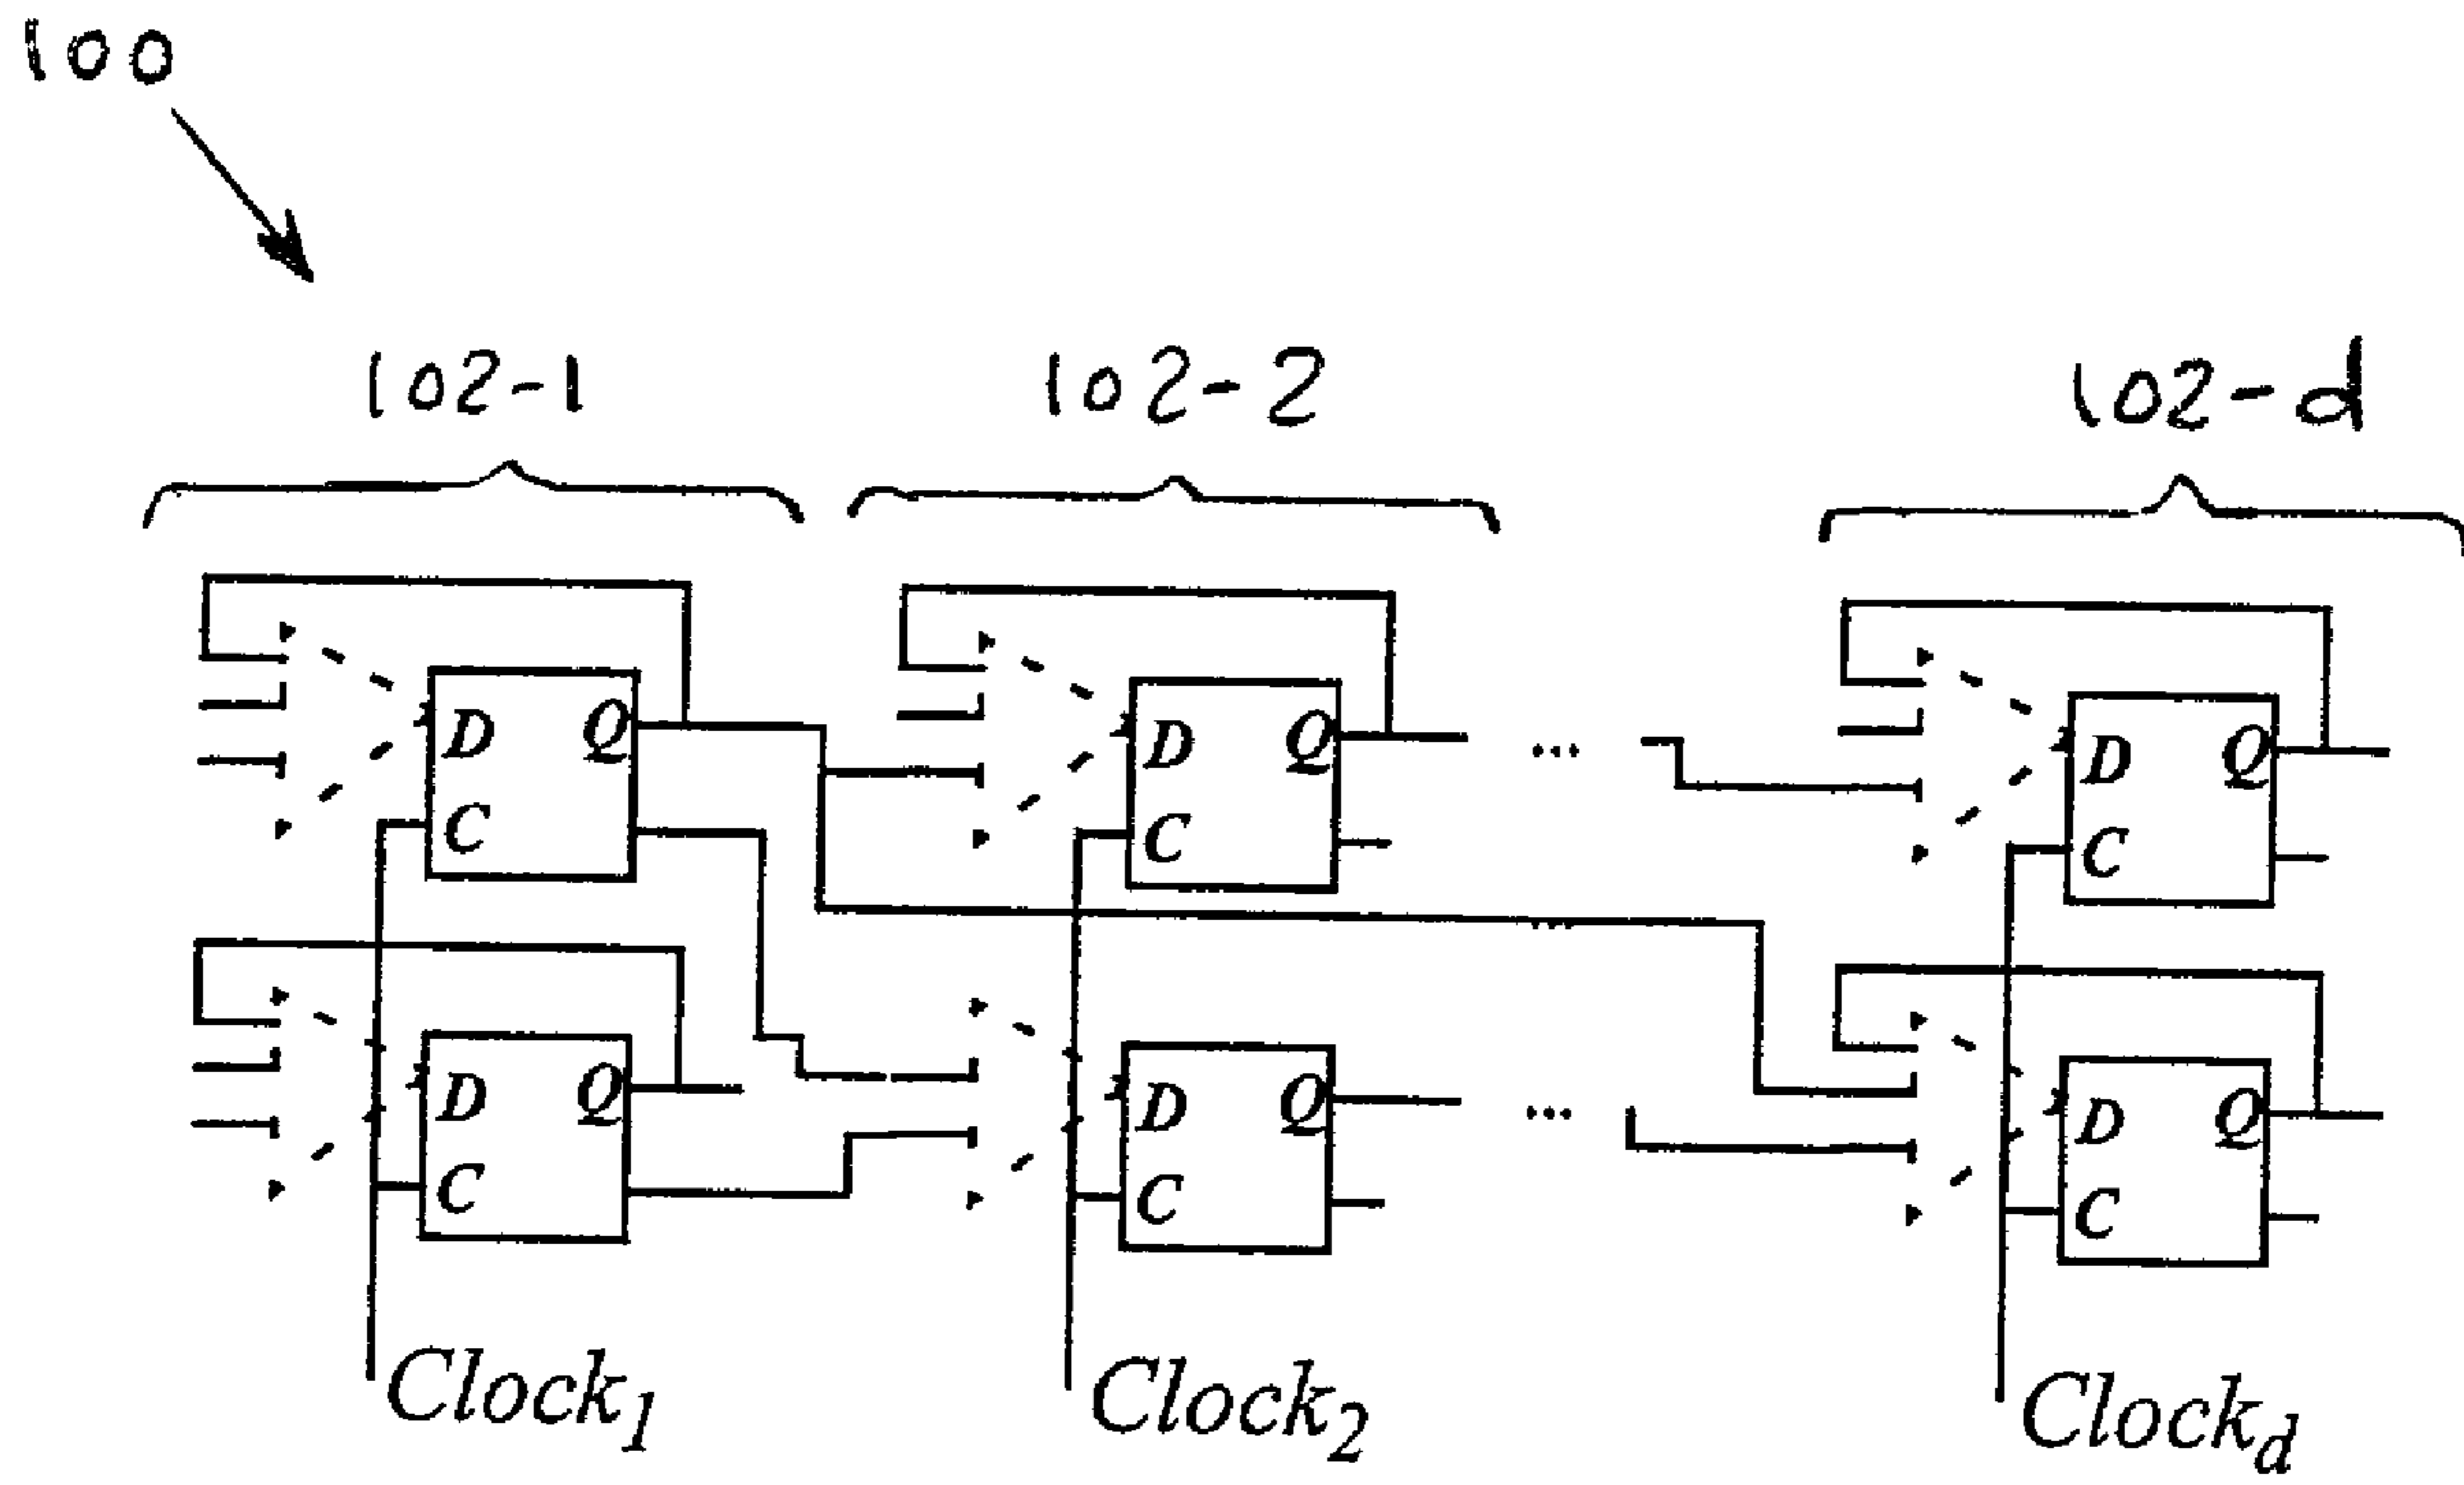 100
102-1 102-2 102-d
D Q D Q D Q
C C C
... 
D Q D Q D Q
C C C
...
Clock1 Clock2 Clockd